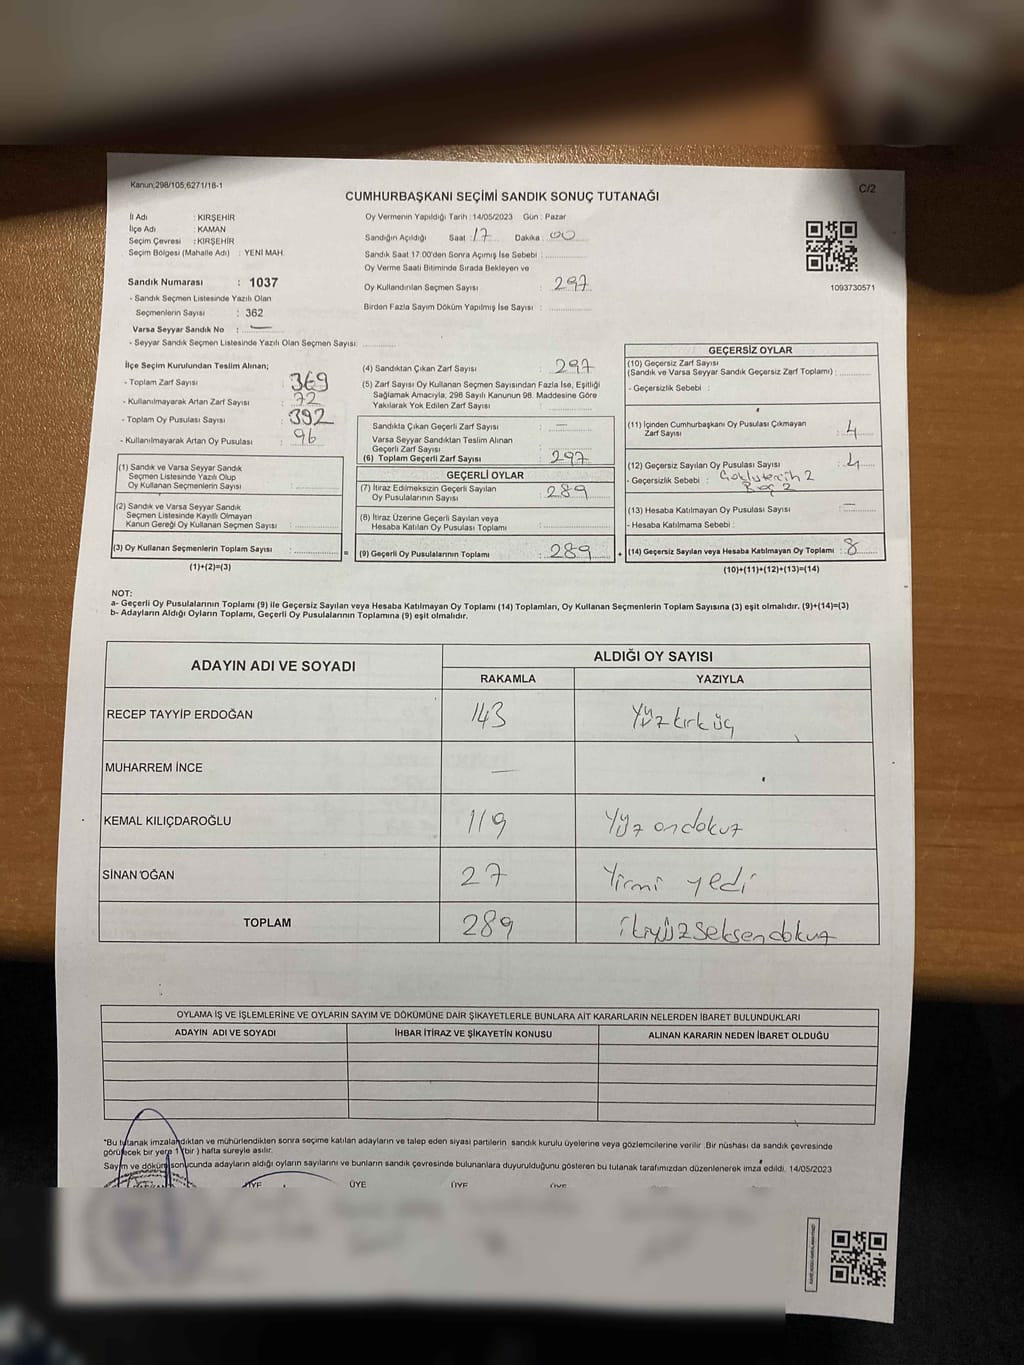 Kanun;298/105;6271/18-1
C/2
CUMHURBAŞKANI SEÇİMİ SANDIK SONUÇ TUTANAĞI
İl Adı : KIRŞEHİR
İlçe Adı : KAMAN
Seçim Çevresi : KIRŞEHİR
Seçim Bölgesi (Mahalle Adı) : YENİ MAH.
Sandık Numarası : 1037
- Sandık Seçmen Listesinde Yazılı Olan
Seçmenlerin Sayısı : 362
Varsa Seyyar Sandık No : —
- Seyyar Sandık Seçmen Listesinde Yazılı Olan Seçmen Sayısı:
Oy Vermenin Yapıldığı Tarih : 14/05/2023 Gün : Pazar
Sandığın Açıldığı Saat : 17 Dakika : 00
Sandık Saat 17.00'den Sonra Açımış İse Sebebi :
Oy Verme Saati Bitiminde Sırada Bekleyen ve
Oy Kullandırılan Seçmen Sayısı : 297
Birden Fazla Sayım Döküm Yapılmış İse Sayısı :
1093730571
İlçe Seçim Kurulundan Teslim Alınan;
- Toplam Zarf Sayısı : 369
- Kullanılmayarak Artan Zarf Sayısı : 72
- Toplam Oy Pusulası Sayısı : 392
- Kullanılmayarak Artan Oy Pusulası : 96
(1) Sandık ve Varsa Seyyar Sandık
Seçmen Listesinde Yazılı Olup
Oy Kullanan Seçmenlerin Sayısı :
(2) Sandık ve Varsa Seyyar Sandık
Seçmen Listesinde Kayıtlı Olmayan
Kanun Gereği Oy Kullanan Seçmen Sayısı :
(3) Oy Kullanan Seçmenlerin Toplam Sayısı : =
(1)+(2)=(3)
(4) Sandıktan Çıkan Zarf Sayısı : 297
(5) Zarf Sayısı Oy Kullanan Seçmen Sayısından Fazla İse, Eşitliği
Sağlamak Amacıyla, 298 Sayılı Kanunun 98. Maddesine Göre
Yakılarak Yok Edilen Zarf Sayısı :
Sandıkta Çıkan Geçerli Zarf Sayısı : —
Varsa Seyyar Sandıktan Teslim Alınan
Geçerli Zarf Sayısı :
(6) Toplam Geçerli Zarf Sayısı : 297
GEÇERLİ OYLAR
(7) İtiraz Edilmeksizin Geçerli Sayılan
Oy Pusulalarının Sayısı : 289
(8) İtiraz Üzerine Geçerli Sayılan veya
Hesaba Katılan Oy Pusulası Toplamı :
(9) Geçerli Oy Pusulalarının Toplamı : 289 +
GEÇERSİZ OYLAR
(10) Geçersiz Zarf Sayısı
(Sandık ve Varsa Seyyar Sandık Geçersiz Zarf Toplamı) :
- Geçersizlik Sebebi :
(11) İçinden Cumhurbaşkanı Oy Pusulası Çıkmayan
Zarf Sayısı : 4
(12) Geçersiz Sayılan Oy Pusulası Sayısı : 4
- Geçersizlik Sebebi : Çoklu tercih 2
Boş 2
(13) Hesaba Katılmayan Oy Pusulası Sayısı : —
- Hesaba Katılmama Sebebi :
(14) Geçersiz Sayılan veya Hesaba Katılmayan Oy Toplamı : 8
(10)+(11)+(12)+(13)=(14)
NOT:
a- Geçerli Oy Pusulalarının Toplamı (9) ile Geçersiz Sayılan veya Hesaba Katılmayan Oy Toplamı (14) Toplamları, Oy Kullanan Seçmenlerin Toplam Sayısına (3) eşit olmalıdır. (9)+(14)=(3)
b- Adayların Aldığı Oyların Toplamı, Geçerli Oy Pusulalarının Toplamına (9) eşit olmalıdır.
ADAYIN ADI VE SOYADI ALDIĞI OY SAYISI
RAKAMLA YAZIYLA
RECEP TAYYİP ERDOĞAN 143 Yüz kırk üç
MUHARREM İNCE —
KEMAL KILIÇDAROĞLU 119 Yüz on dokuz
SİNAN OĞAN 27 Yirmi yedi
TOPLAM 289 ikiyüz seksen dokuz
OYLAMA İŞ VE İŞLEMLERİNE VE OYLARIN SAYIM VE DÖKÜMÜNE DAİR ŞİKAYETLERLE BUNLARA AİT KARARLARIN NELERDEN İBARET BULUNDUKLARI
ADAYIN ADI VE SOYADI İHBAR İTİRAZ VE ŞİKAYETİN KONUSU ALINAN KARARIN NEDEN İBARET OLDUĞU
*Bu tutanak imzalandıktan ve mühürlendikten sonra seçime katılan adayların ve talep eden siyasi partilerin sandık kurulu üyelerine veya gözlemcilerine verilir .Bir nüshası da sandık çevresinde
görülecek bir yere 1 (bir ) hafta süreyle asılır.
Sayım ve döküm sonucunda adayların aldığı oyların sayılarını ve bunların sandık çevresinde bulunanlara duyurulduğunu gösteren bu tutanak tarafımızdan düzenlenerek imza edildi. 14/05/2023
ÜYE ÜYE ÜYE ÜYE